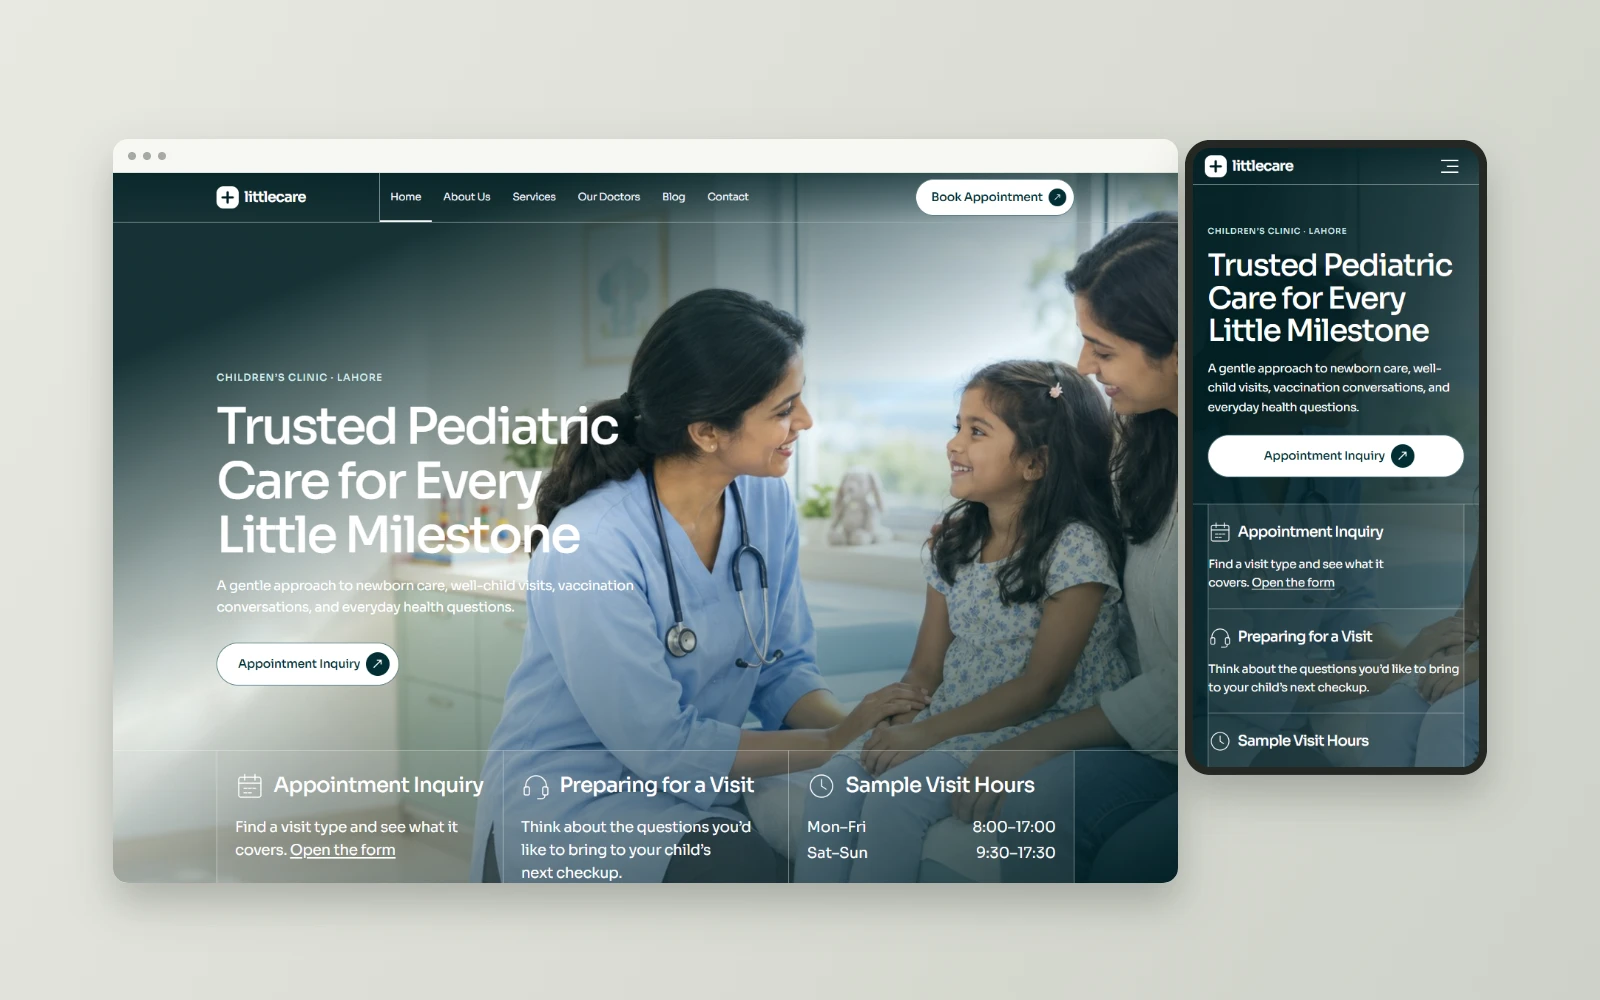 littlecare
Home About Us Services Our Doctors Blog Contact
Book Appointment
CHILDREN'S CLINIC · LAHORE
Trusted Pediatric
Care for Every
Little Milestone
A gentle approach to newborn care, well-child visits, vaccination
conversations, and everyday health questions.
Appointment Inquiry
Appointment Inquiry
Find a visit type and see what it
covers. Open the form
Preparing for a Visit
Think about the questions you'd
like to bring to your child's
next checkup.
Sample Visit Hours
Mon–Fri 8:00–17:00
Sat–Sun 9:30–17:30
littlecare
CHILDREN'S CLINIC · LAHORE
Trusted Pediatric
Care for Every
Little Milestone
A gentle approach to newborn care, well-
child visits, vaccination conversations, and
everyday health questions.
Appointment Inquiry
Appointment Inquiry
Find a visit type and see what it
covers. Open the form
Preparing for a Visit
Think about the questions you'd like to bring
to your child's next checkup.
Sample Visit Hours